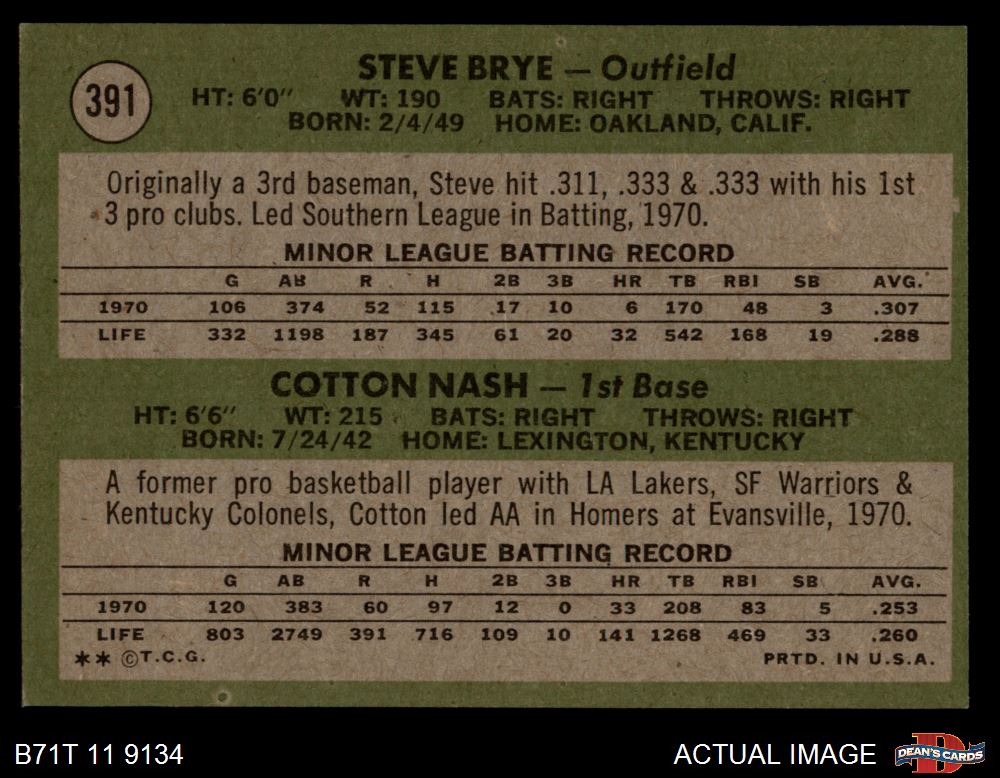 391
STEVE BRYE — Outfield
HT: 6'0" WT: 190 BATS: RIGHT THROWS: RIGHT
BORN: 2/4/49 HOME: OAKLAND, CALIF.
Originally a 3rd baseman, Steve hit .311, .333 & .333 with his 1st
3 pro clubs. Led Southern League in Batting, 1970.
MINOR LEAGUE BATTING RECORD
G AB R H 2B 3B HR TB RBI SB AVG.
1970 106 374 52 115 17 10 6 170 48 3 .307
LIFE 332 1198 187 345 61 20 32 542 168 19 .288
COTTON NASH — 1st Base
HT: 6'6" WT: 215 BATS: RIGHT THROWS: RIGHT
BORN: 7/24/42 HOME: LEXINGTON, KENTUCKY
A former pro basketball player with LA Lakers, SF Warriors &
Kentucky Colonels, Cotton led AA in Homers at Evansville, 1970.
MINOR LEAGUE BATTING RECORD
G AB R H 2B 3B HR TB RBI SB AVG.
1970 120 383 60 97 12 0 33 208 83 5 .253
LIFE 803 2749 391 716 109 10 141 1268 469 33 .260
** ©T.C.G. PRTD. IN U.S.A.
B71T 11 9134 ACTUAL IMAGE DEAN'S CARDS